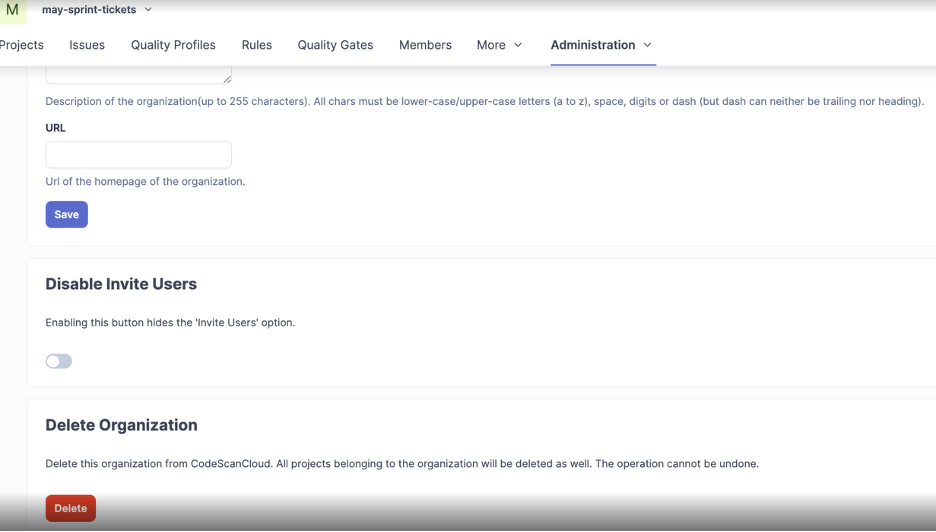 M may-sprint-tickets
Projects Issues Quality Profiles Rules Quality Gates Members More Administration
Description of the organization(up to 255 characters). All chars must be lower-case/upper-case letters (a to z), space, digits or dash (but dash can neither be trailing nor heading).
URL
Url of the homepage of the organization.
Save
Disable Invite Users
Enabling this button hides the 'Invite Users' option.
Delete Organization
Delete this organization from CodeScanCloud. All projects belonging to the organization will be deleted as well. The operation cannot be undone.
Delete